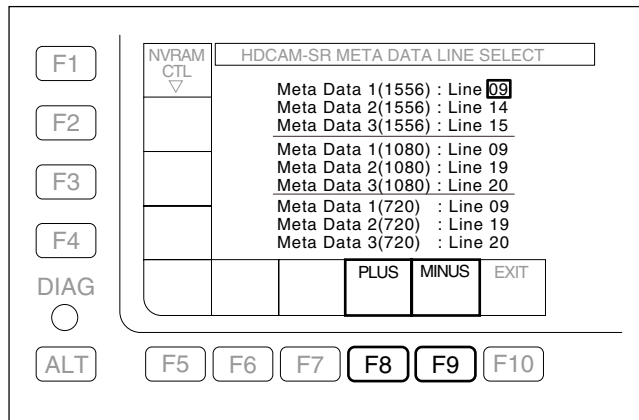 F1
F2
F3
F4
DIAG
ALT
NVRAM
CTL
HDCAM-SR META DATA LINE SELECT
Meta Data 1(1556) : Line 09
Meta Data 2(1556) : Line 14
Meta Data 3(1556) : Line 15
Meta Data 1(1080) : Line 09
Meta Data 2(1080) : Line 19
Meta Data 3(1080) : Line 20
Meta Data 1(720) : Line 09
Meta Data 2(720) : Line 19
Meta Data 3(720) : Line 20
PLUS MINUS EXIT
F5 F6 F7 F8 F9 F10